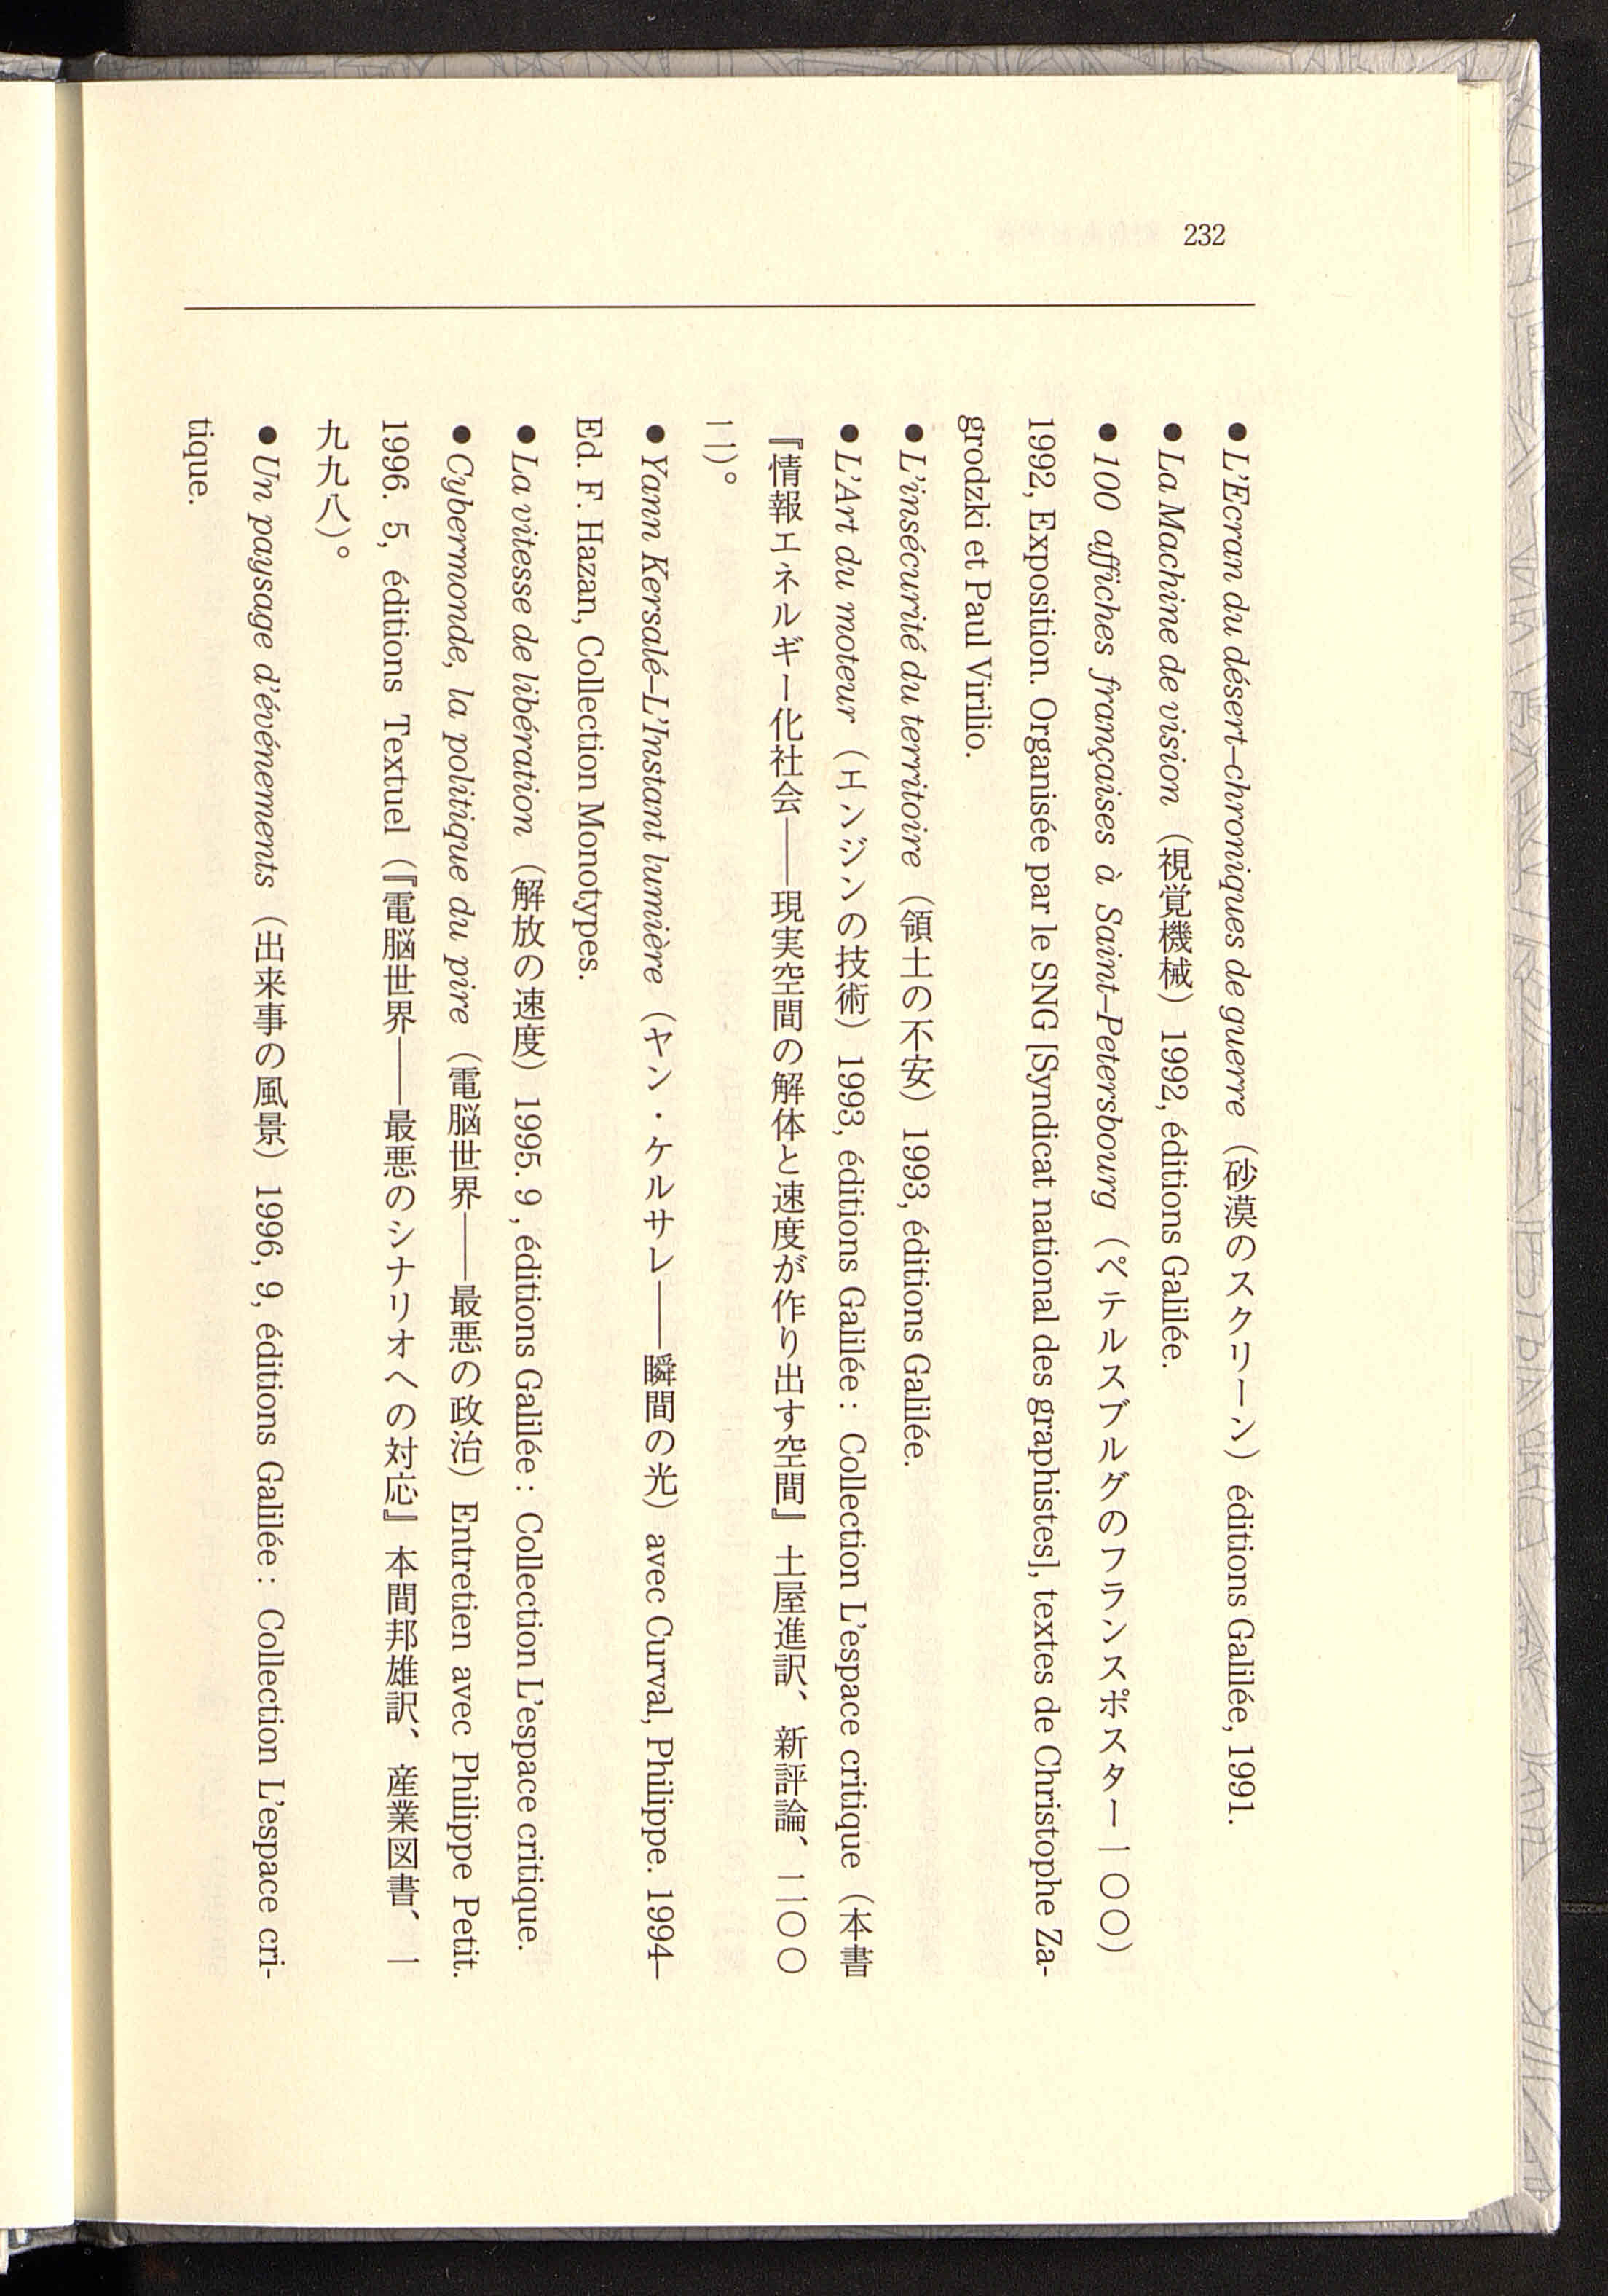 232
● L'Ecran du désert–chroniques de guerre（砂漠のスクリーン）éditions Galilée, 1991.
● La Machine de vision（視覚機械）1992, éditions Galilée.
● 100 affiches françaises à Saint–Petersbourg（ペテルスブルグのフランスポスター一〇〇）
1992, Exposition. Organisée par le SNG [Syndicat national des graphistes], textes de Christophe Za-
grodzki et Paul Virilio.
● L'insécurité du territoire（領土の不安）1993, éditions Galilée.
● L'Art du moteur（エンジンの技術）1993, éditions Galilée : Collection L'espace critique（本書
『情報エネルギー化社会――現実空間の解体と速度が作り出す空間』土屋進訳、新評論、二〇〇
二）。
● Yann Kersalé–L'Instant lumière（ヤン・ケルサレ――瞬間の光）avec Curval, Philippe. 1994–
Ed. F. Hazan, Collection Monotypes.
● La vitesse de libération（解放の速度）1995. 9 , éditions Galilée : Collection L'espace critique.
● Cybermonde, la politique du pire（電脳世界――最悪の政治）Entretien avec Philippe Petit.
1996. 5, éditions Textuel（『電脳世界――最悪のシナリオへの対応』本間邦雄訳、産業図書、一
九九八）。
● Un paysage d'événements（出来事の風景）1996, 9, éditions Galilée : Collection L'espace cri-
tique.